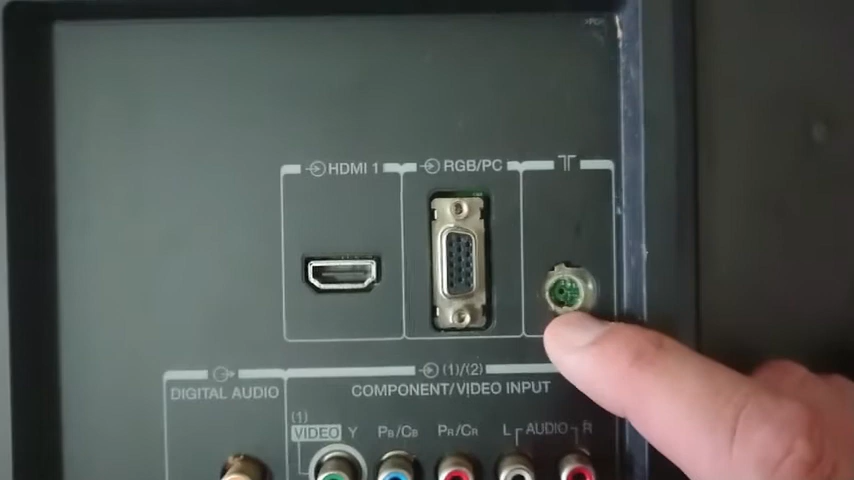 HDMI 1
RGB/PC
DIGITAL AUDIO
(1)/(2)
COMPONENT/VIDEO INPUT
(1)
VIDEO Y PB/CB PR/CR L AUDIO R